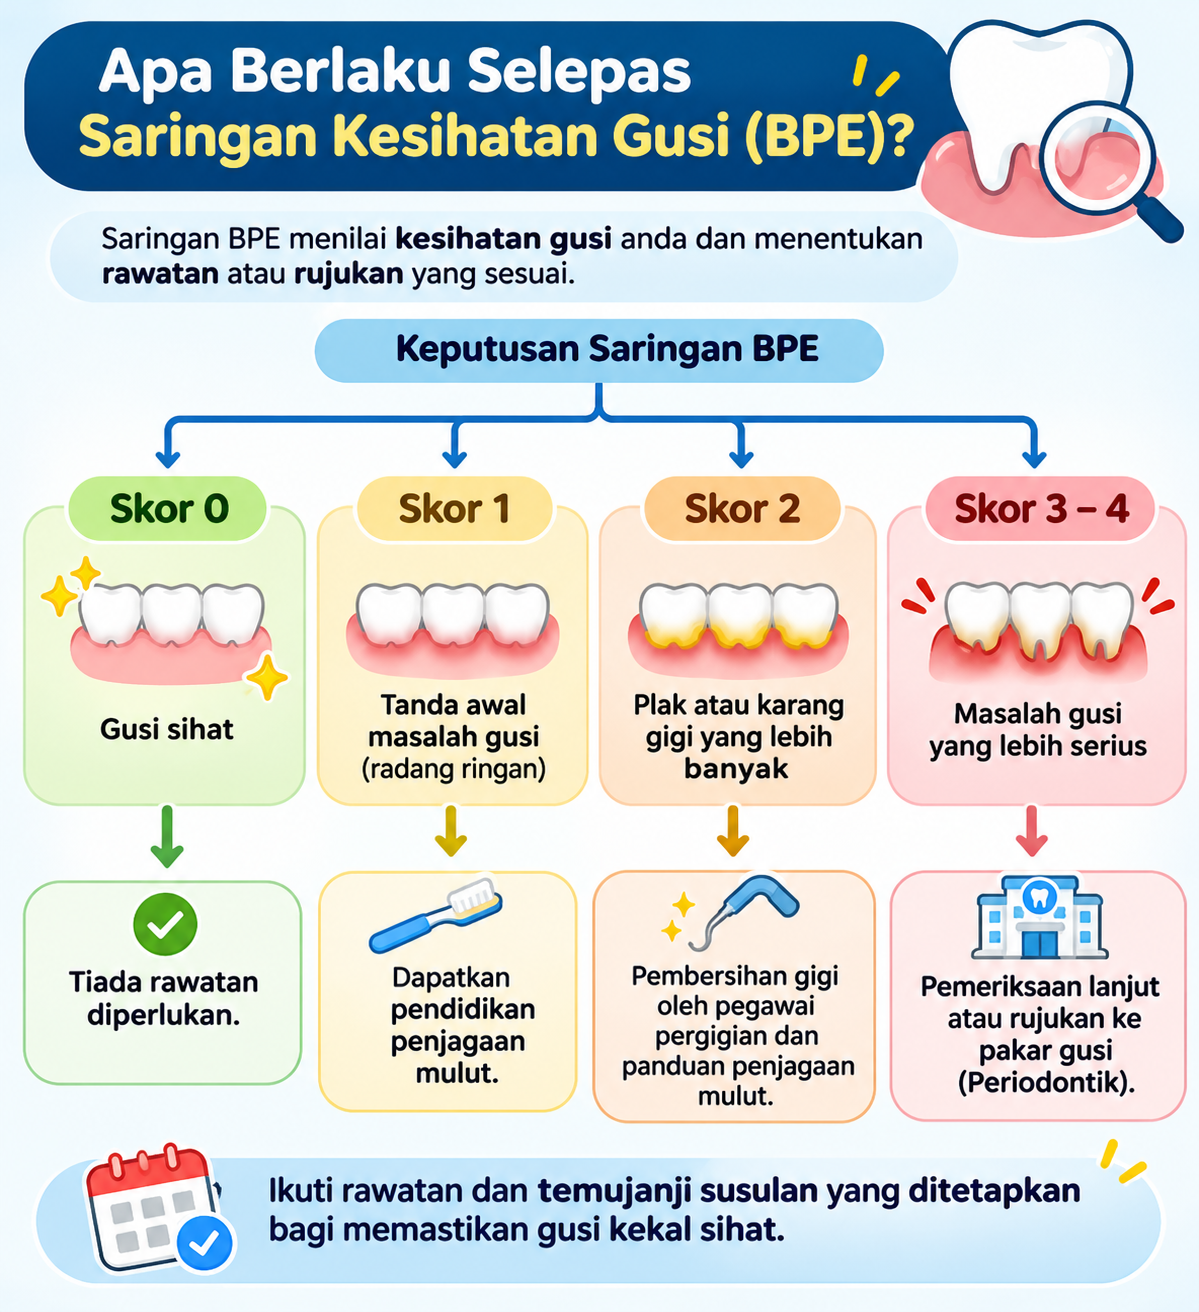 Apa Berlaku Selepas
Saringan Kesihatan Gusi (BPE)?
Saringan BPE menilai kesihatan gusi anda dan menentukan
rawatan atau rujukan yang sesuai.
Keputusan Saringan BPE
Skor 0
Gusi sihat
Tiada rawatan
diperlukan.
Skor 1
Tanda awal
masalah gusi
(radang ringan)
Dapatkan
pendidikan
penjagaan
mulut.
Skor 2
Plak atau karang
gigi yang lebih
banyak
Pembersihan gigi
oleh pegawai
pergigian dan
panduan penjagaan
mulut.
Skor 3 – 4
Masalah gusi
yang lebih serius
Pemeriksaan lanjut
atau rujukan ke
pakar gusi
(Periodontik).
Ikuti rawatan dan temujanji susulan yang ditetapkan
bagi memastikan gusi kekal sihat.